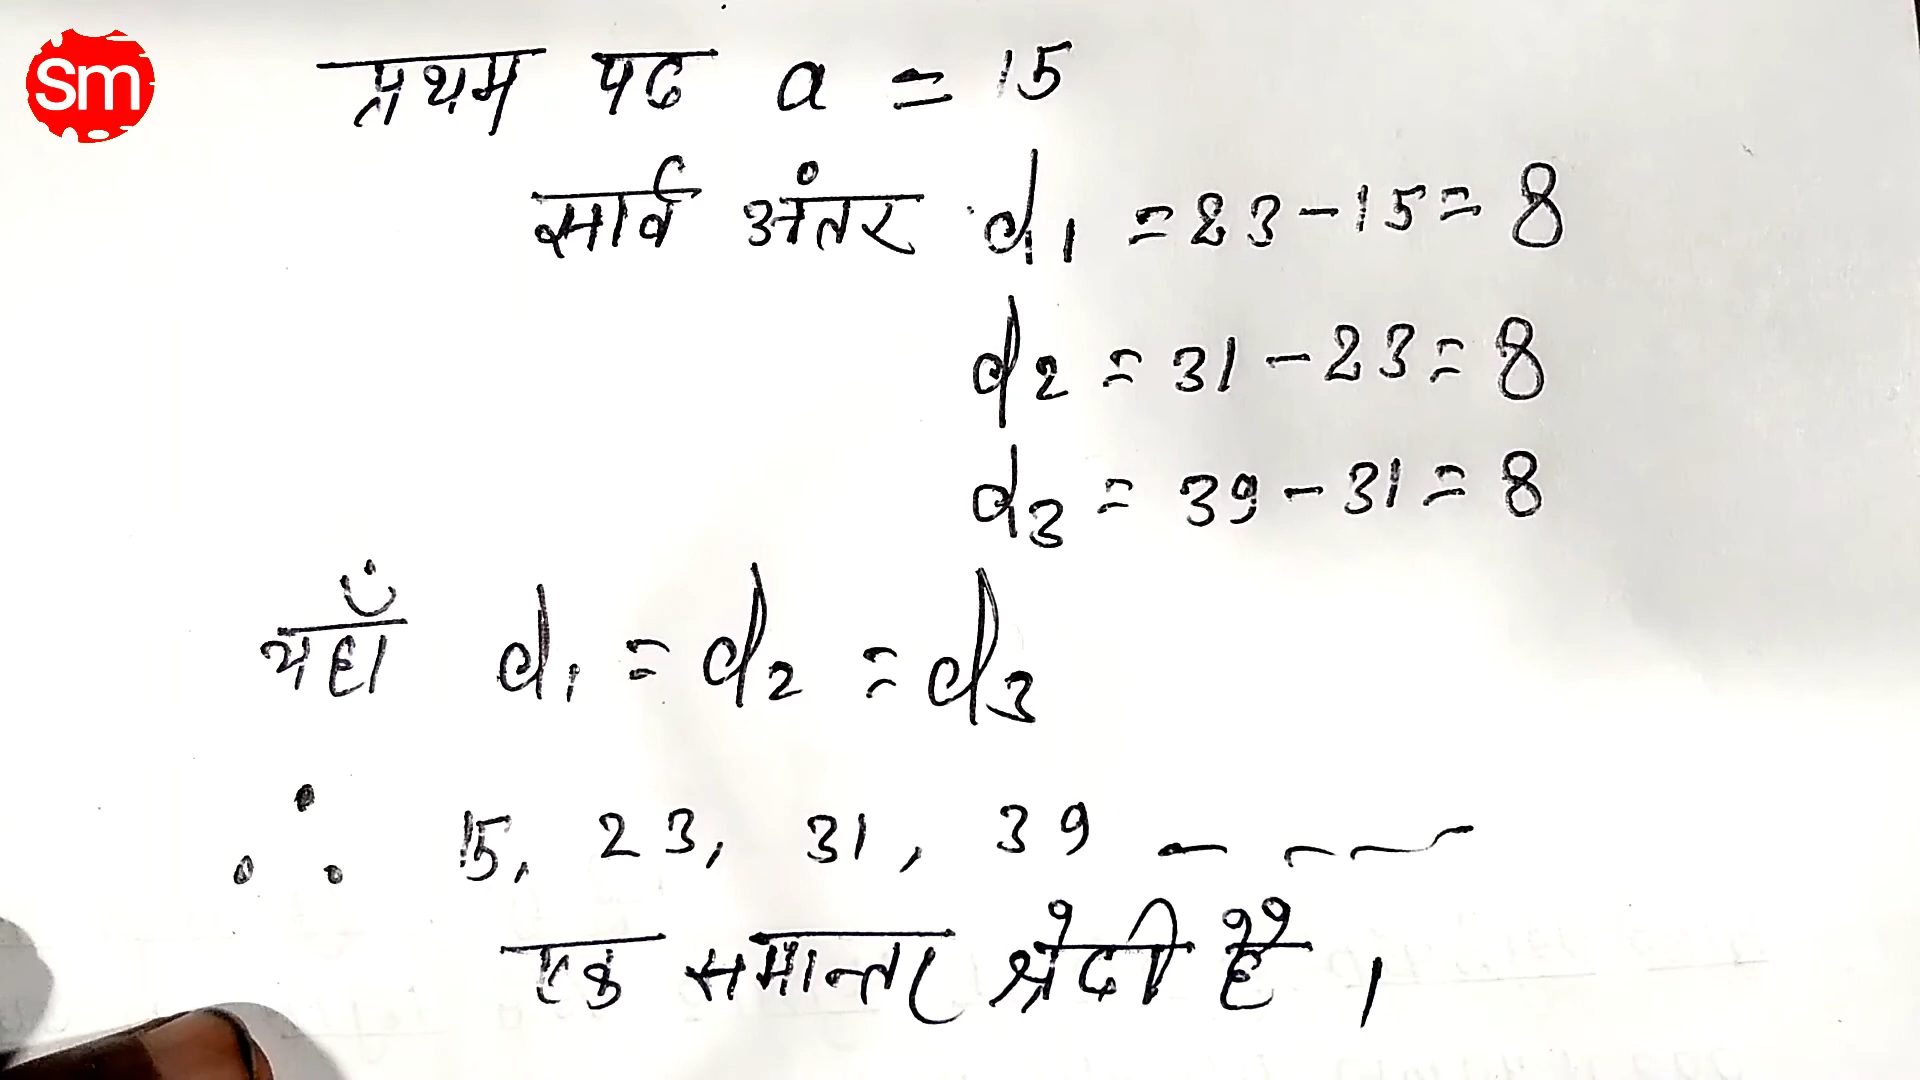 Sm
प्रथम पद a = 15
सार्व अंतर d₁ = 23 - 15 = 8
d₂ = 31 - 23 = 8
d₃ = 39 - 31 = 8
यहाँ d₁ = d₂ = d₃
∴ 15, 23, 31, 39 - - -
एक समान्तर श्रेढी है ।